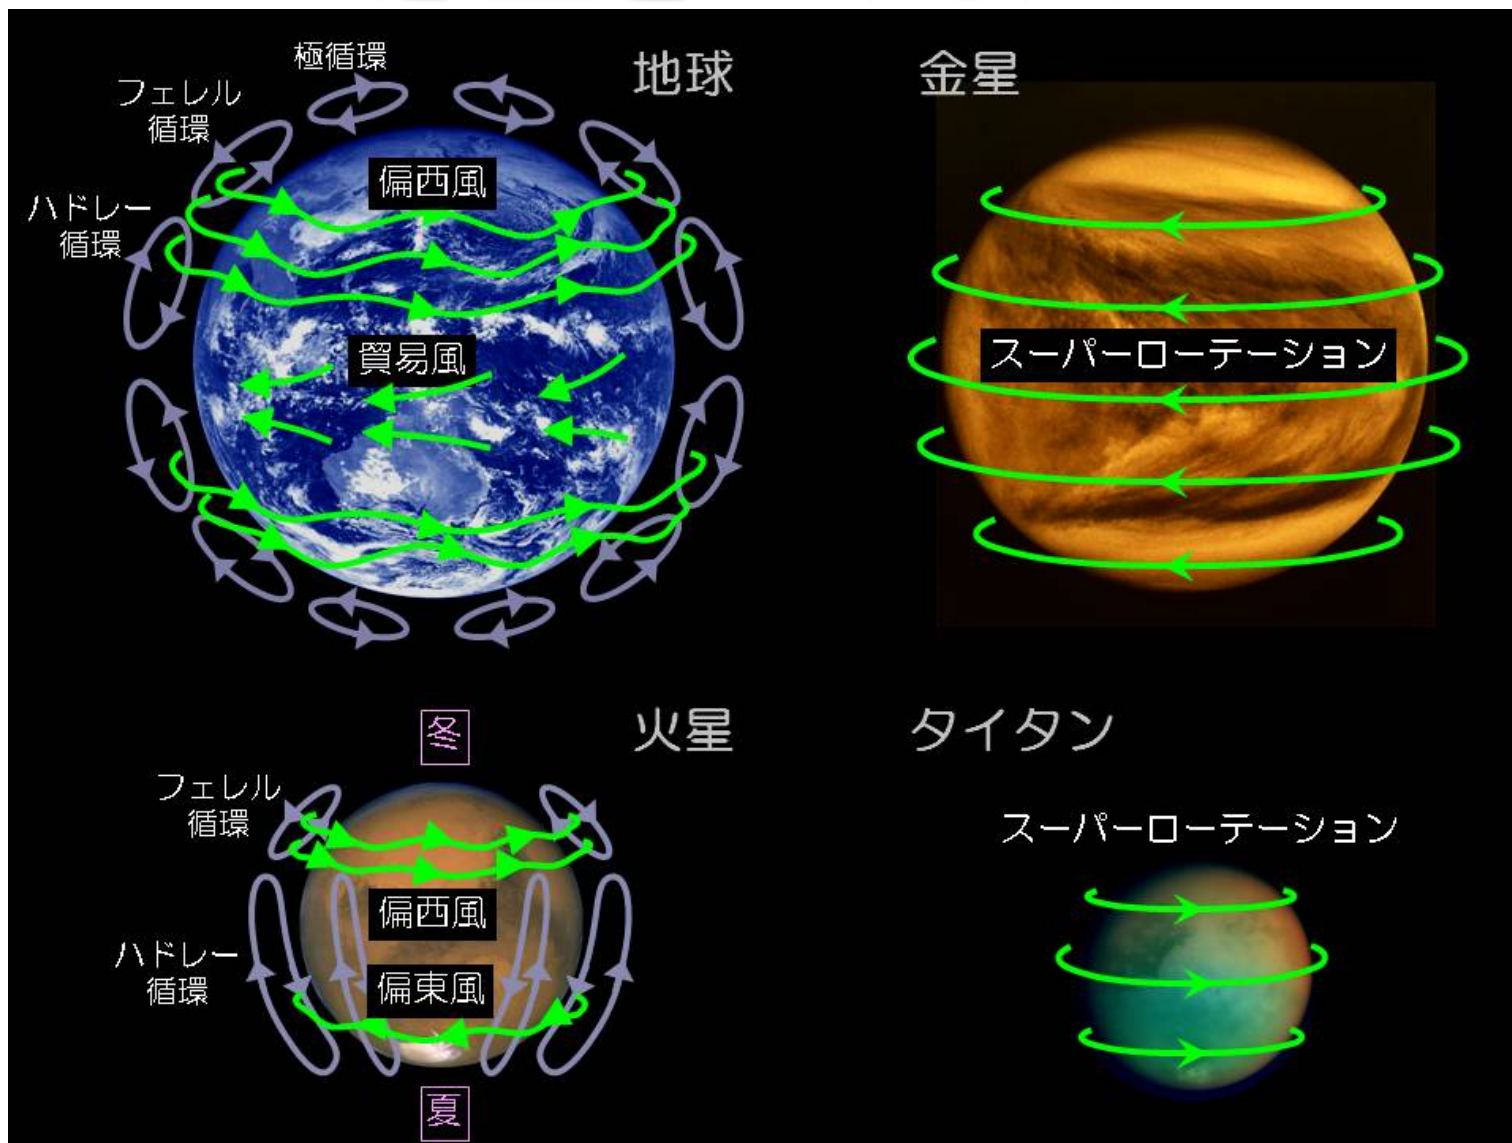 地球
極循環
フェレル
循環
偏西風
ハドレー
循環
貿易風
金星
スーパーローテーション
火星
冬
フェレル
循環
偏西風
ハドレー
循環
偏東風
夏
タイタン
スーパーローテーション